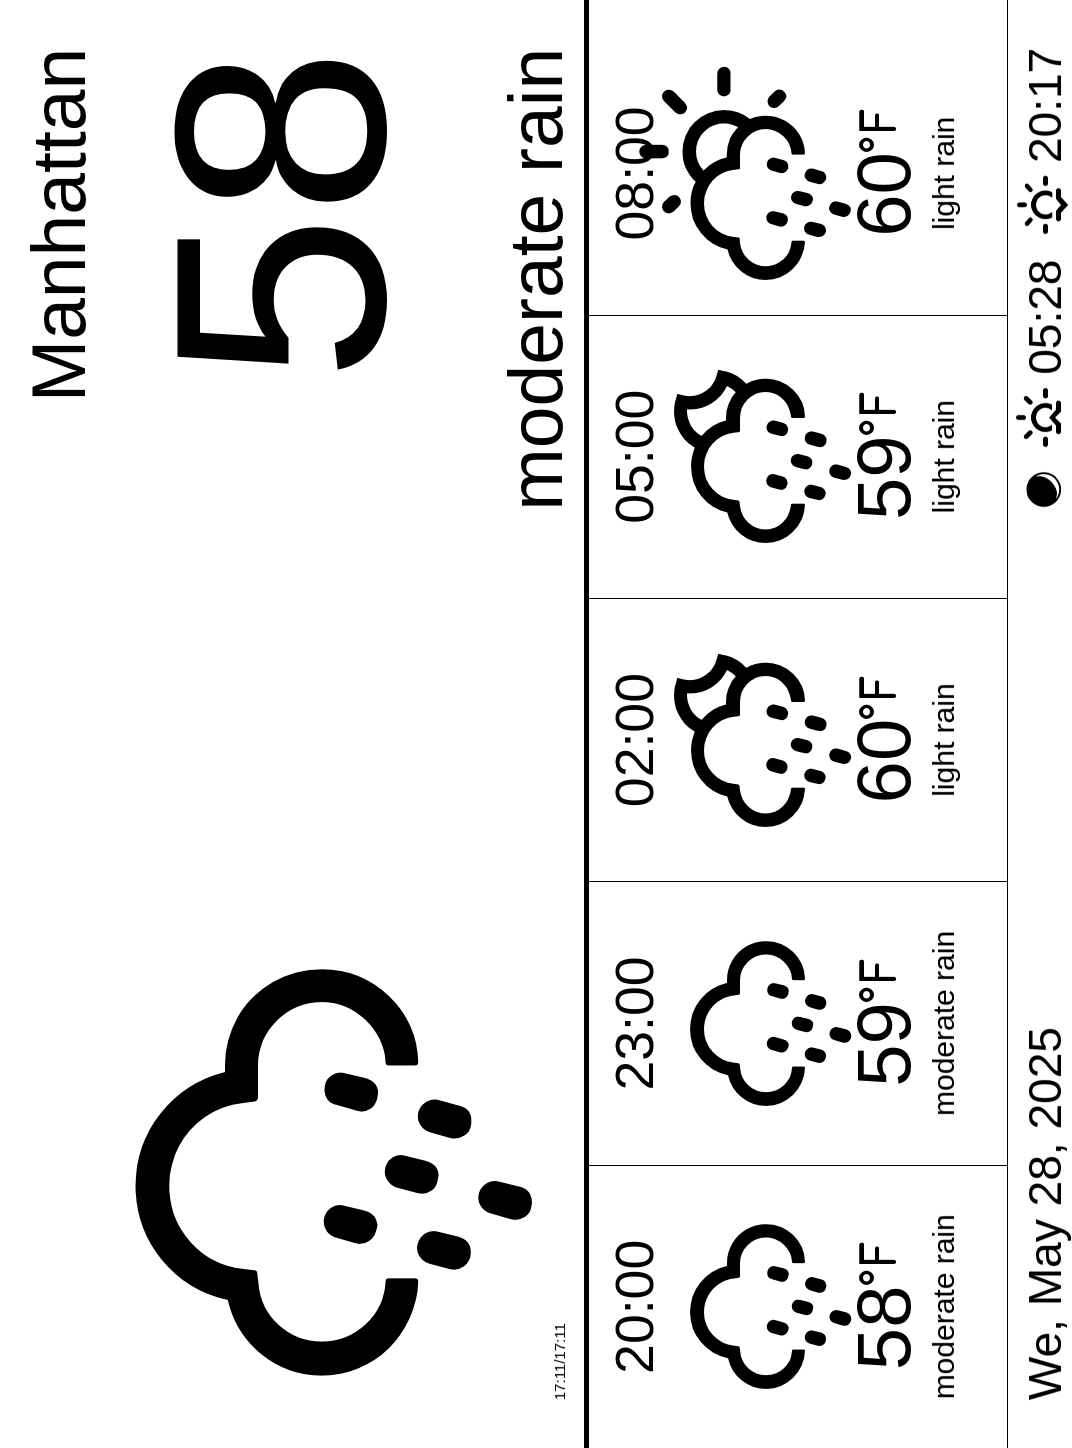 Manhattan
58
moderate rain
17:11/17:11
20:00
58°F
moderate rain
23:00
59°F
moderate rain
02:00
60°F
light rain
05:00
59°F
light rain
08:00
60°F
light rain
We, May 28, 2025
05:28
20:17